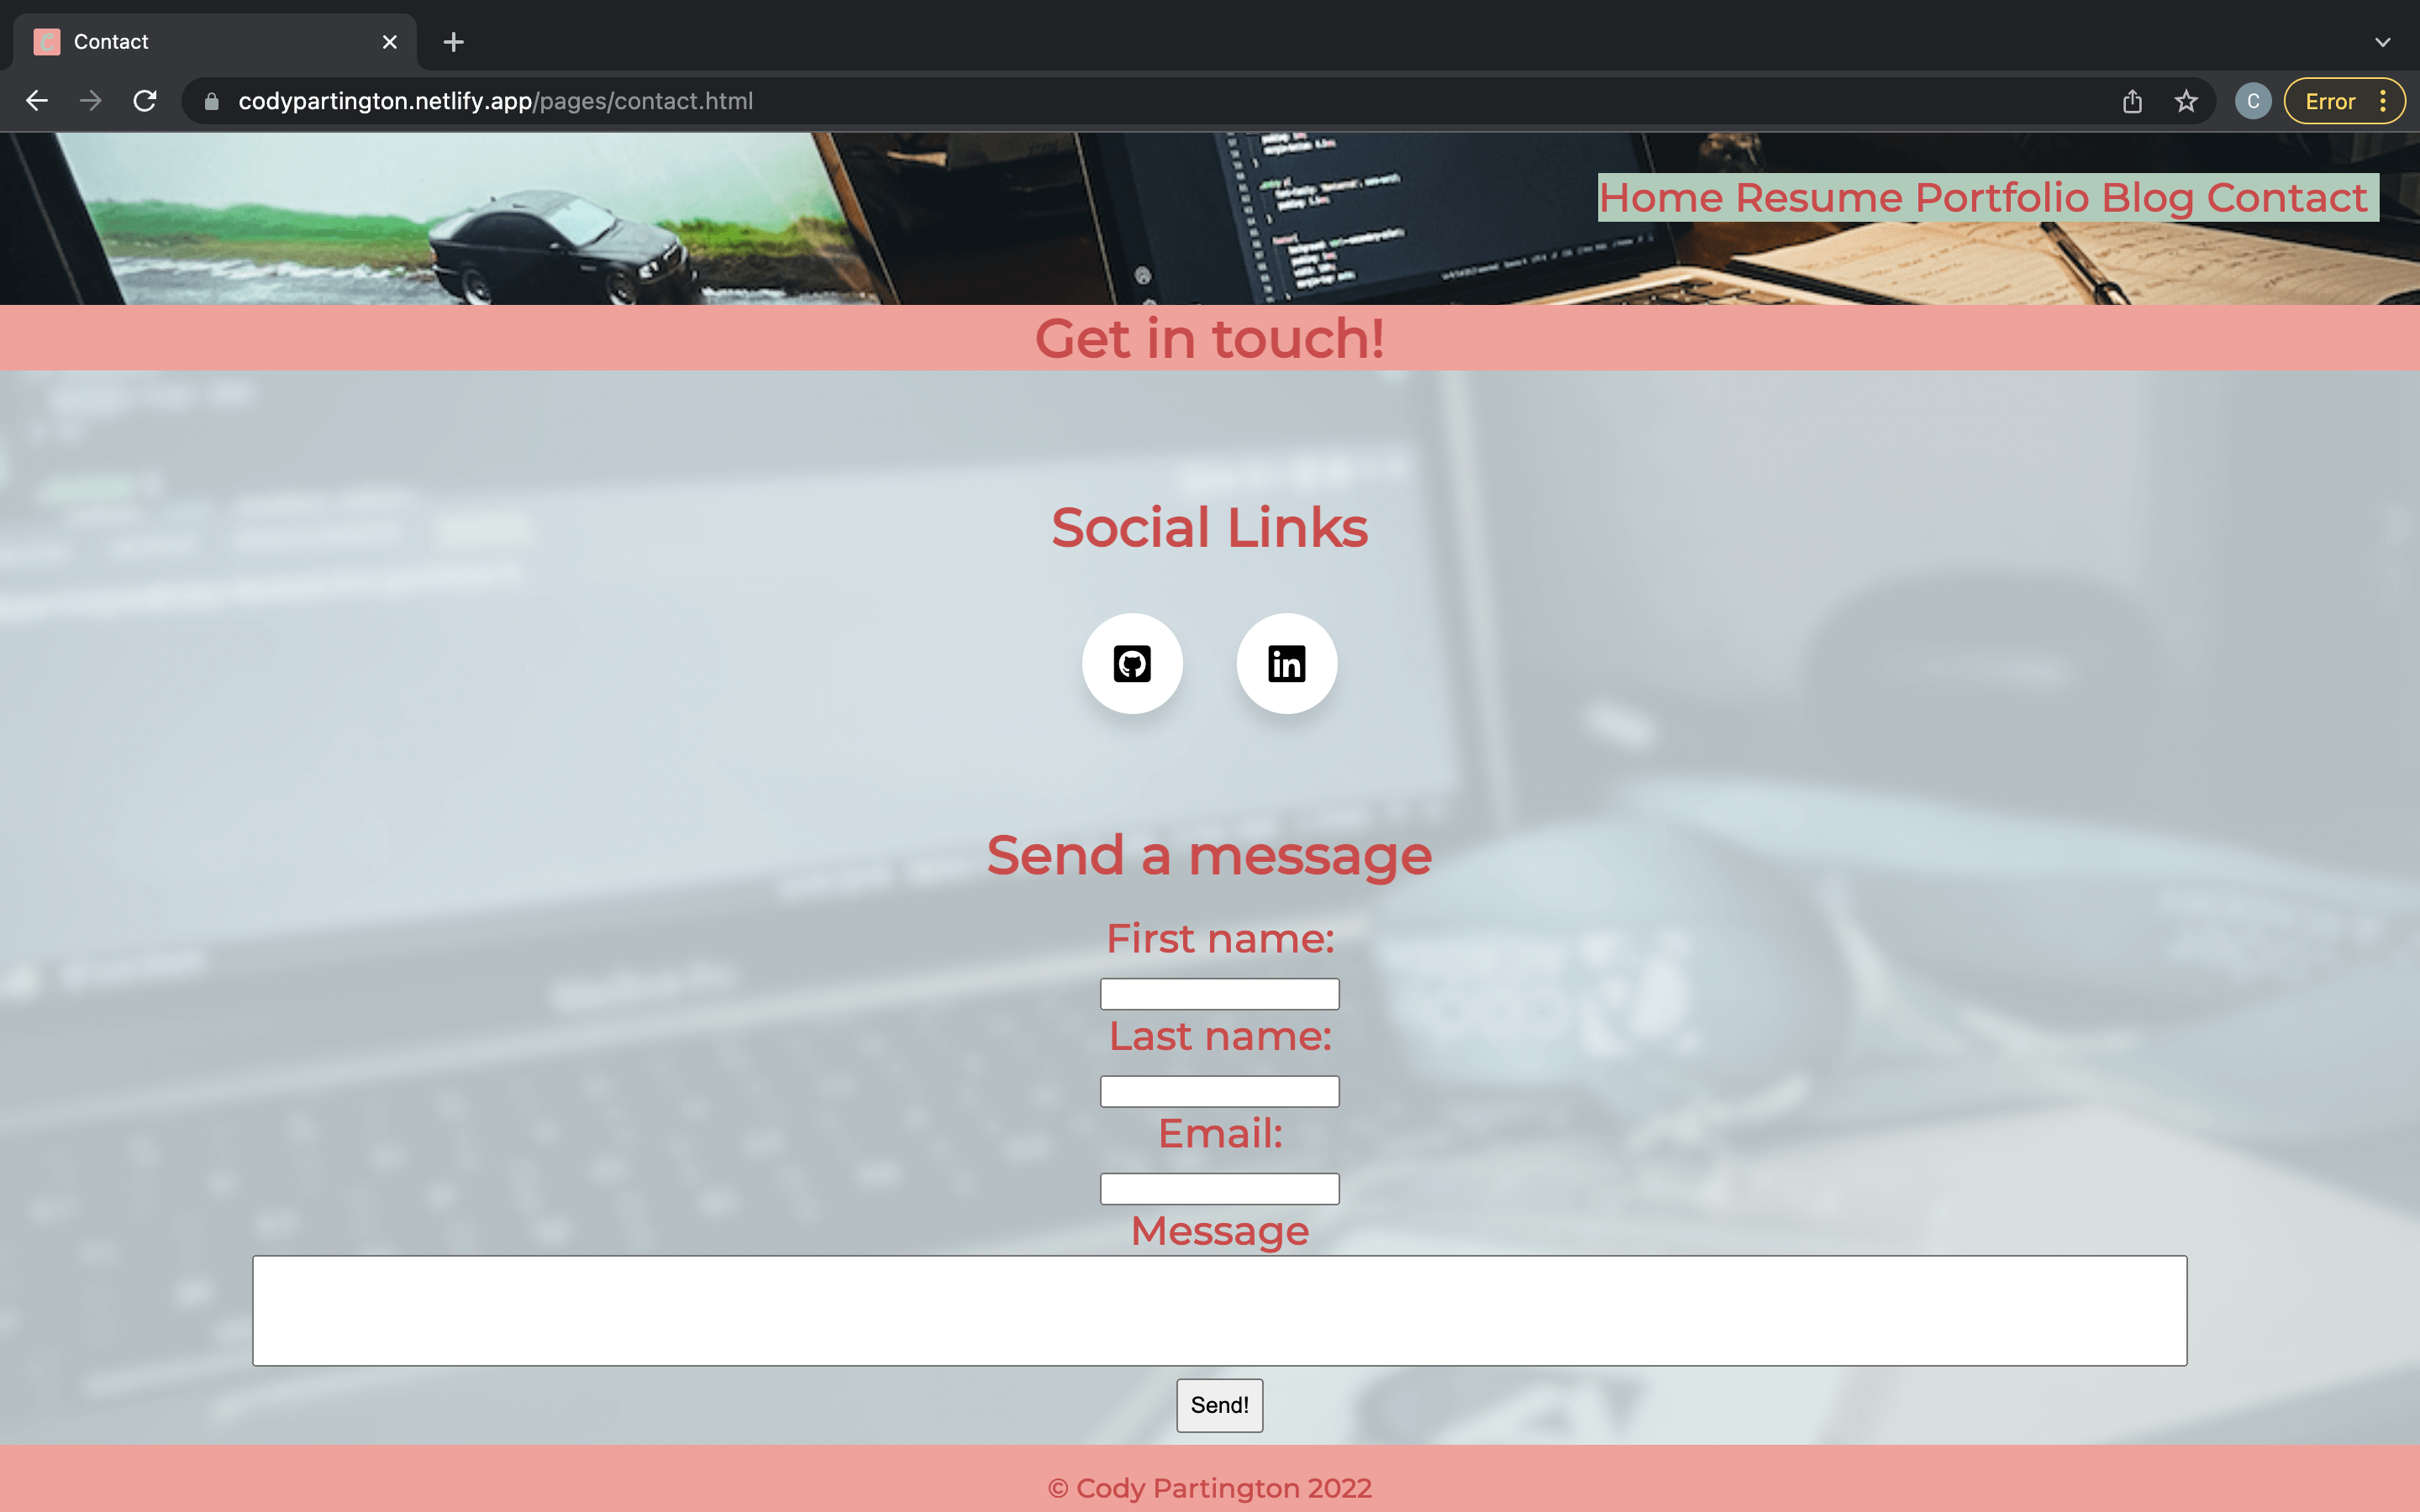 Contact
codypartington.netlify.app/pages/contact.html
C
Error
Home Resume Portfolio Blog Contact
Get in touch!
Social Links
in
Send a message
First name:
Last name:
Email:
Message
Send!
© Cody Partington 2022